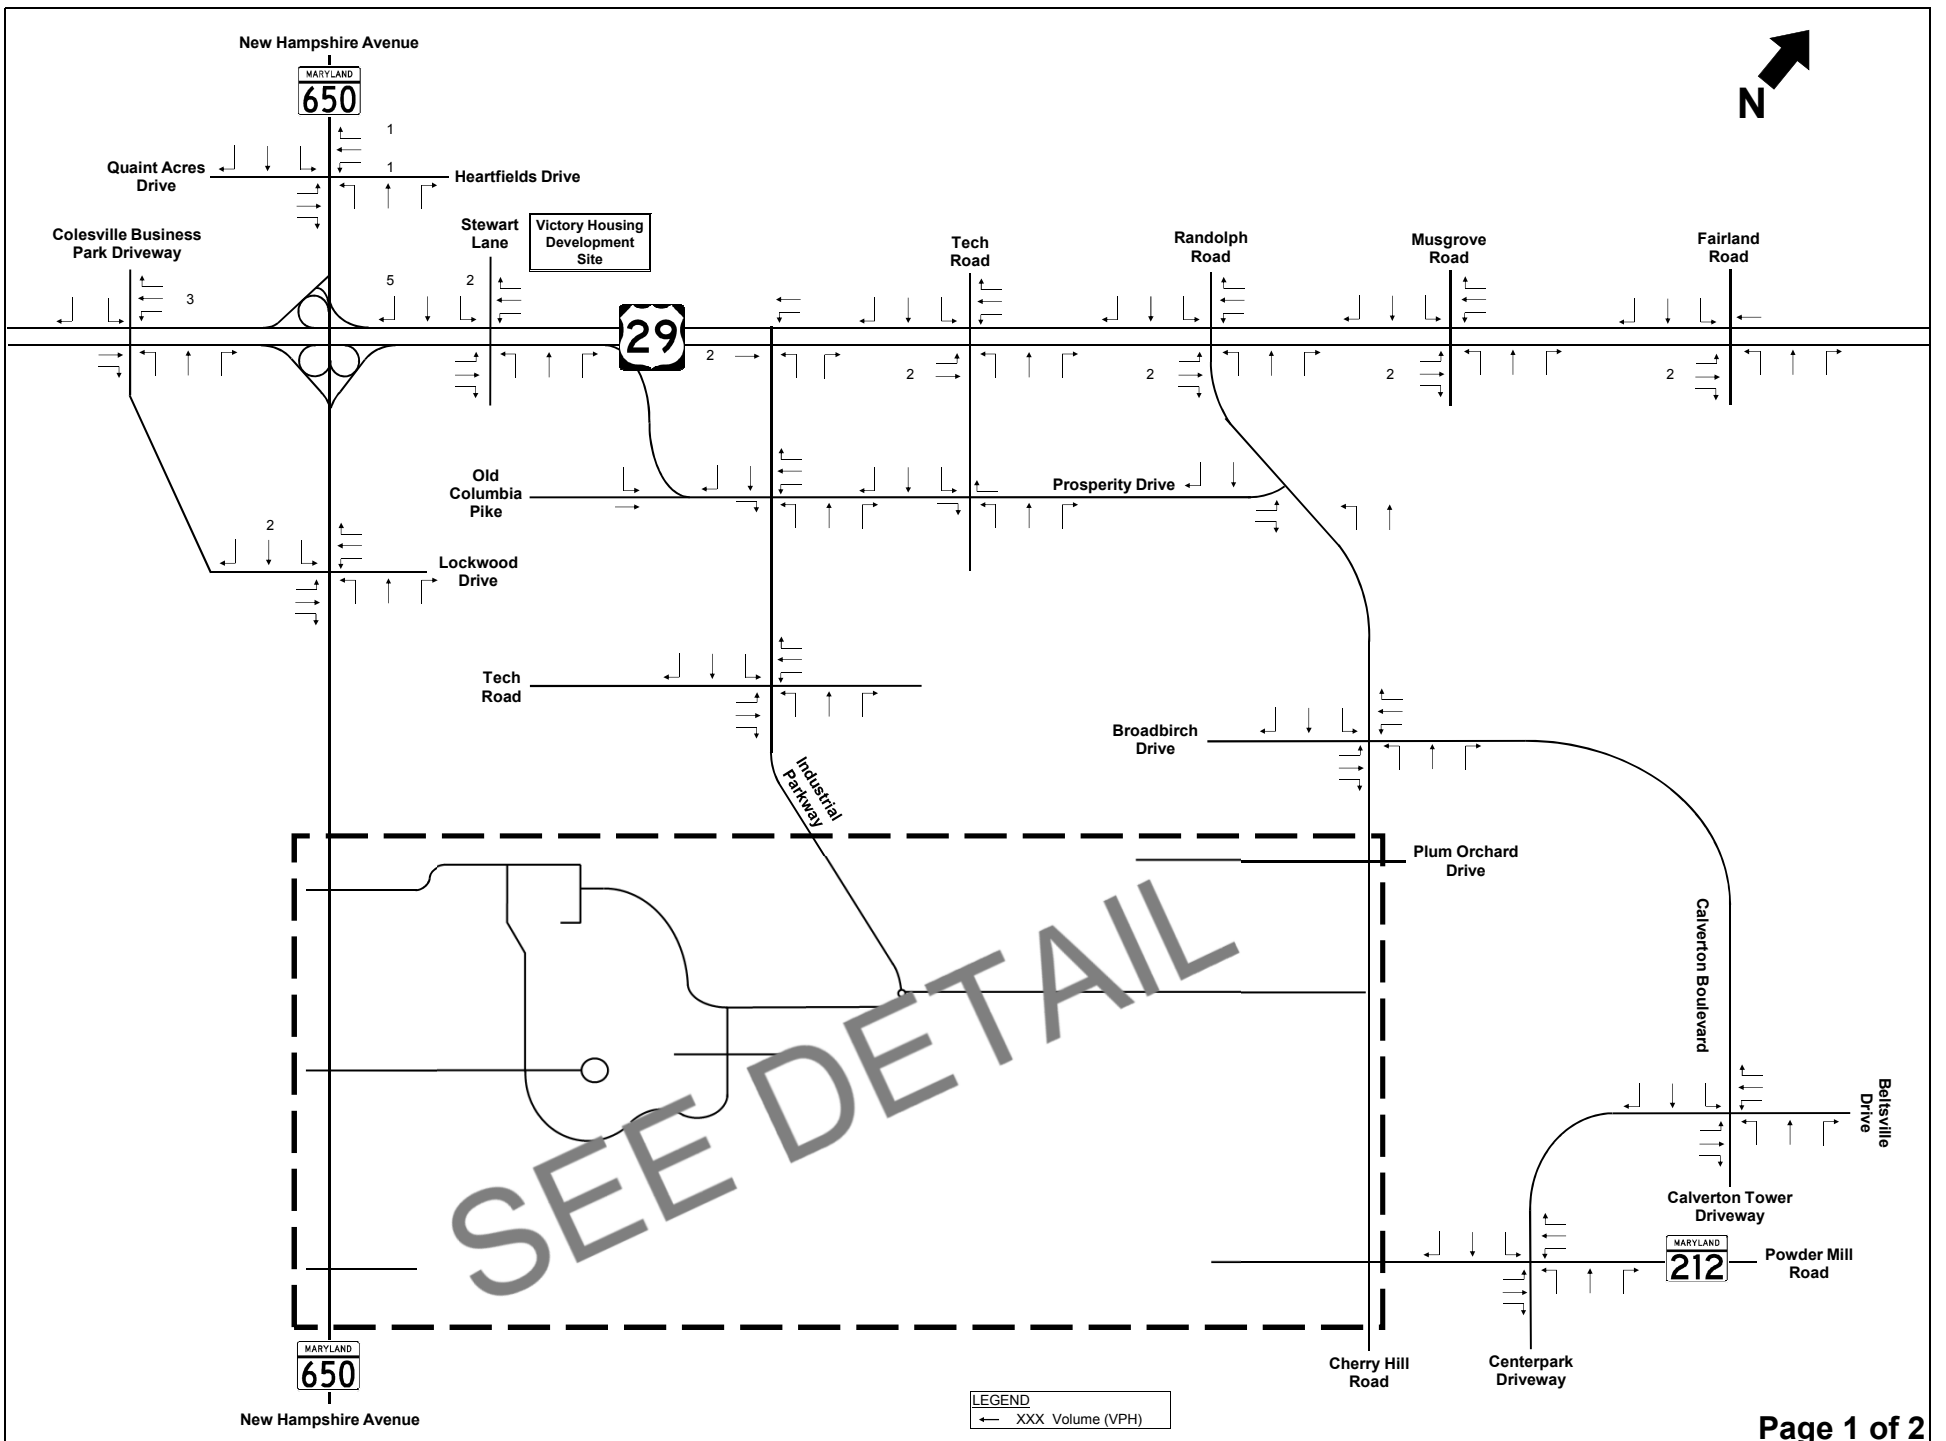 New Hampshire Avenue
MARYLAND
650
N
1
Quaint Acres
Drive
1
Heartfields Drive
Colesville Business
Park Driveway
Stewart
Lane
Victory Housing
Development
Site
Tech
Road
Randolph
Road
Musgrove
Road
Fairland
Road
3
5
2
29
2
2
2
2
2
Old
Columbia
Pike
Prosperity Drive
2
Lockwood
Drive
Tech
Road
Broadbirch
Drive
Industrial
Parkway
Plum Orchard
Drive
Calverton Boulevard
SEE DETAIL
Beltsville
Drive
Calverton Tower
Driveway
MARYLAND
212
Powder Mill
Road
MARYLAND
650
Cherry Hill
Road
Centerpark
Driveway
New Hampshire Avenue
LEGEND
XXX Volume (VPH)
Page 1 of 2